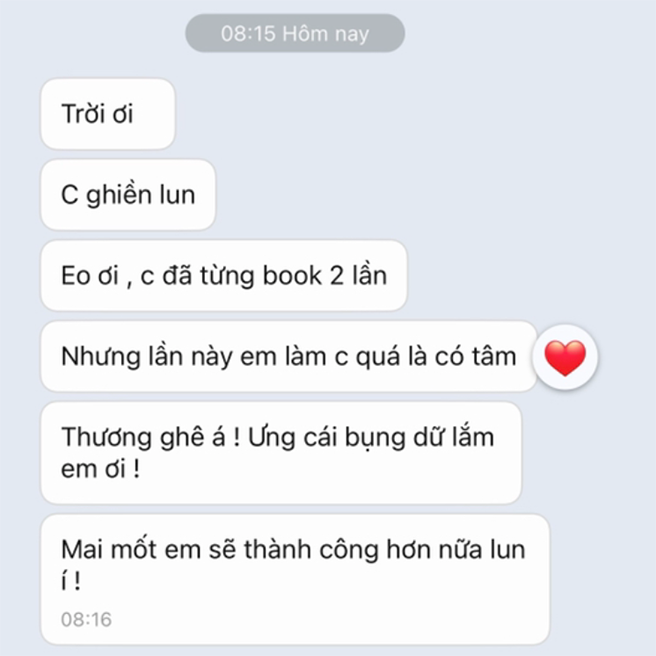 08:15 Hôm nay
Trời ơi
C ghiền lun
Eo ơi , c đã từng book 2 lần
Nhưng lần này em làm c quá là có tâm
Thương ghê á ! Ưng cái bụng dữ lắm
em ơi !
Mai mốt em sẽ thành công hơn nữa lun
í !
08:16